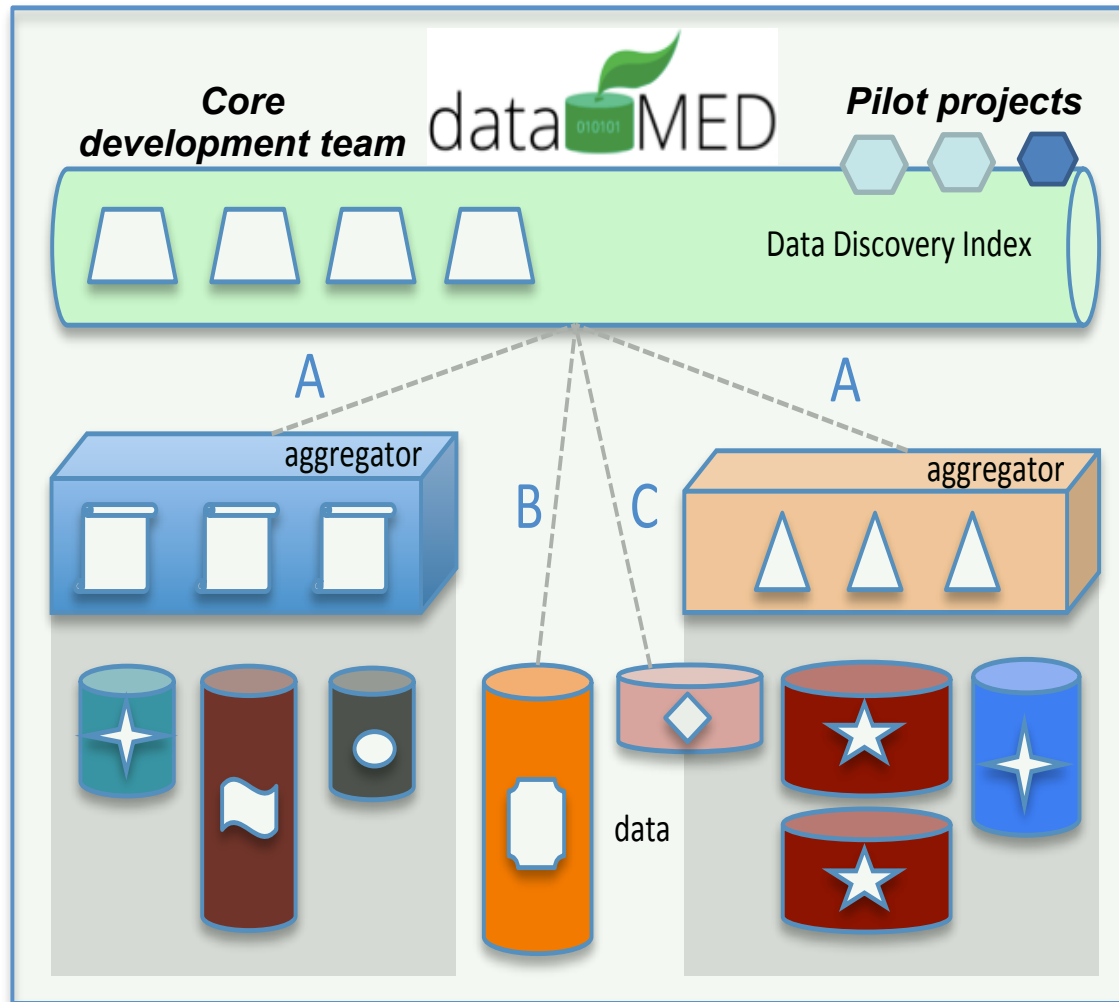 Core
development team
data
010101
MED
Pilot projects
Data Discovery Index
A
A
aggregator
aggregator
B
C
data